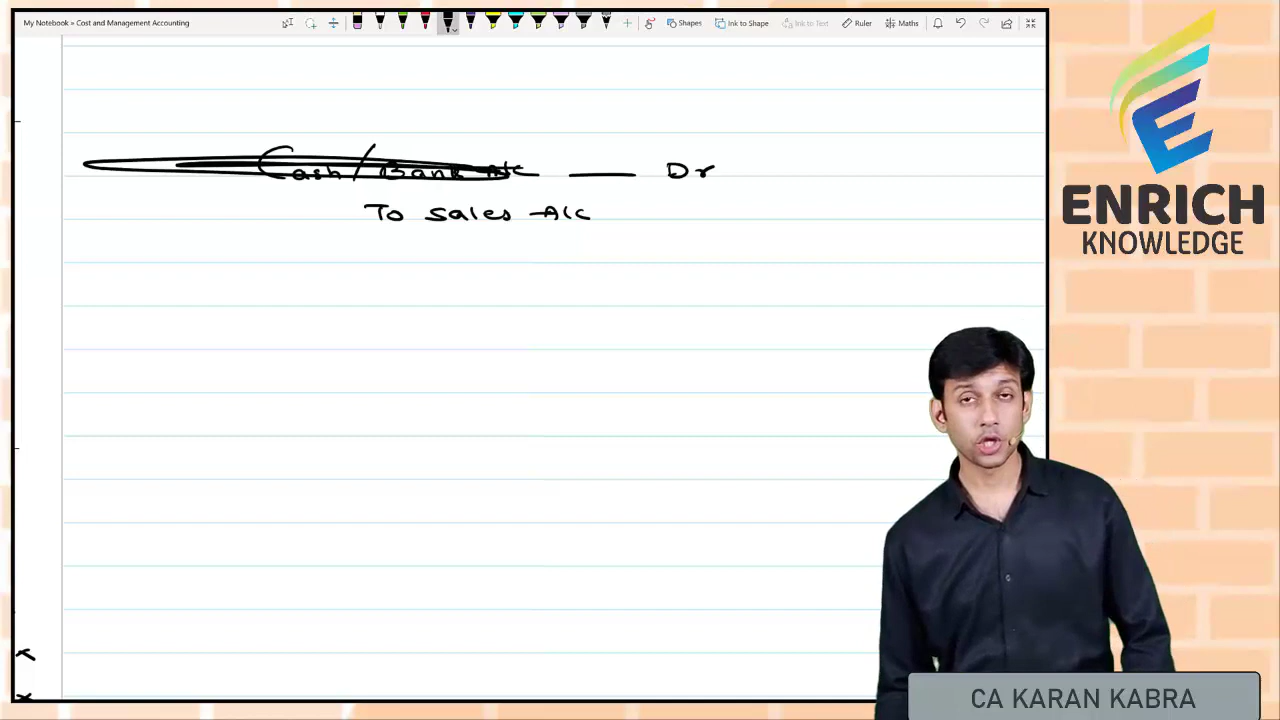 My Notebook » Cost and Management Accounting
Shapes
Ink to Shape
Ink to Text
Ruler
Maths
Cash/Bank A/c —— Dr
To Sales A/c
ENRICH
KNOWLEDGE
CA KARAN KABRA